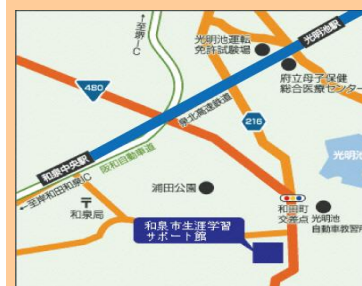 至堺IC
光明池運転
免許試験場
光明池駅
府立母子保健
総合医療センター
480
泉北高速鉄道
216
和泉中央駅
阪和自動車道
光明池
至岸和田和泉IC
〒
和泉局
浦田公園
和田町
交差点
光明池
自動車教習所
和泉市生涯学習
サポート館